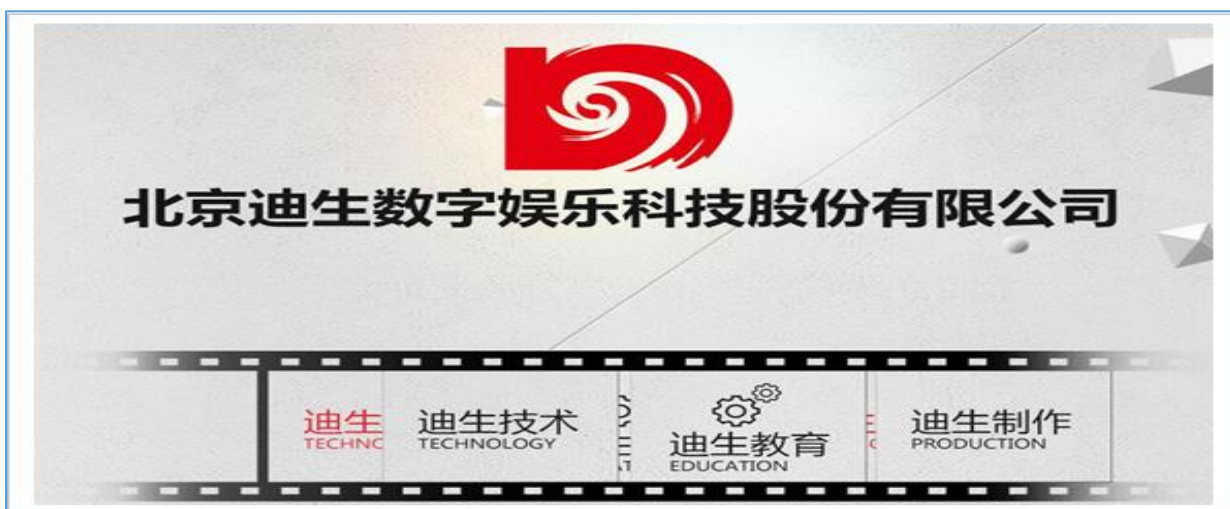 北京迪生数字娱乐科技股份有限公司
迪生
TECHNC
迪生技术
TECHNOLOGY
迪生教育
EDUCATION
迪生制作
PRODUCTION